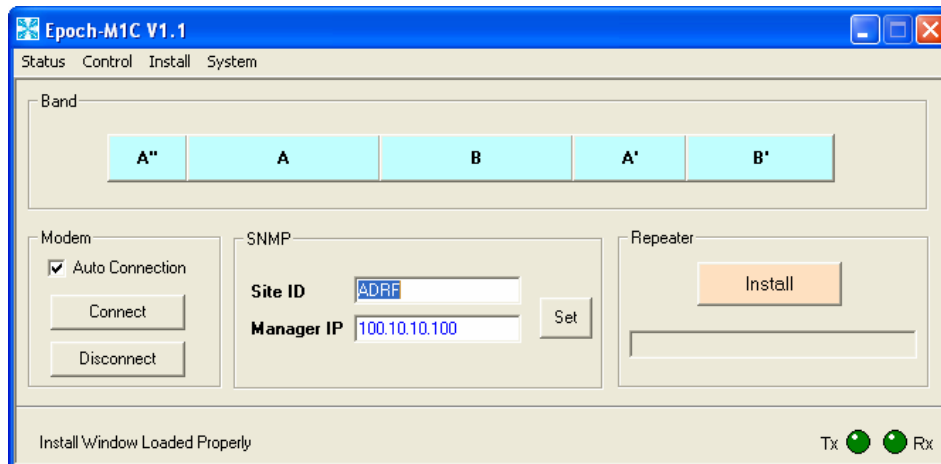 Epoch-M1C V1.1
Status Control Install System
Band
A" A B A' B'
Modem
Auto Connection
Connect
Disconnect
SNMP
Site ID ADRF
Manager IP 100.10.10.100
Set
Repeater
Install
Install Window Loaded Properly
Tx Rx